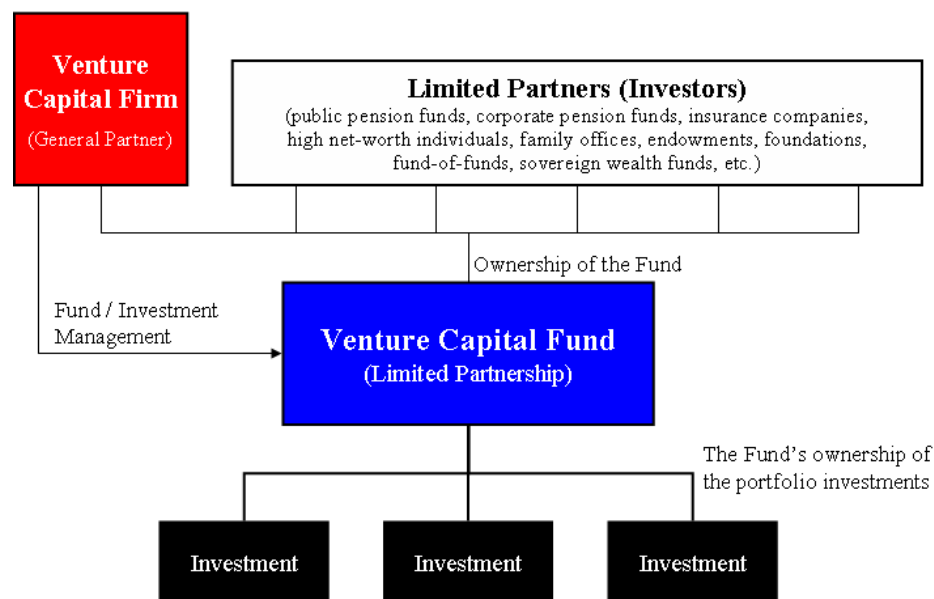 Venture
Capital Firm
(General Partner)
Limited Partners (Investors)
(public pension funds, corporate pension funds, insurance companies,
high net-worth individuals, family offices, endowments, foundations,
fund-of-funds, sovereign wealth funds, etc.)
Ownership of the Fund
Fund / Investment
Management
Venture Capital Fund
(Limited Partnership)
The Fund's ownership of
the portfolio investments
Investment
Investment
Investment